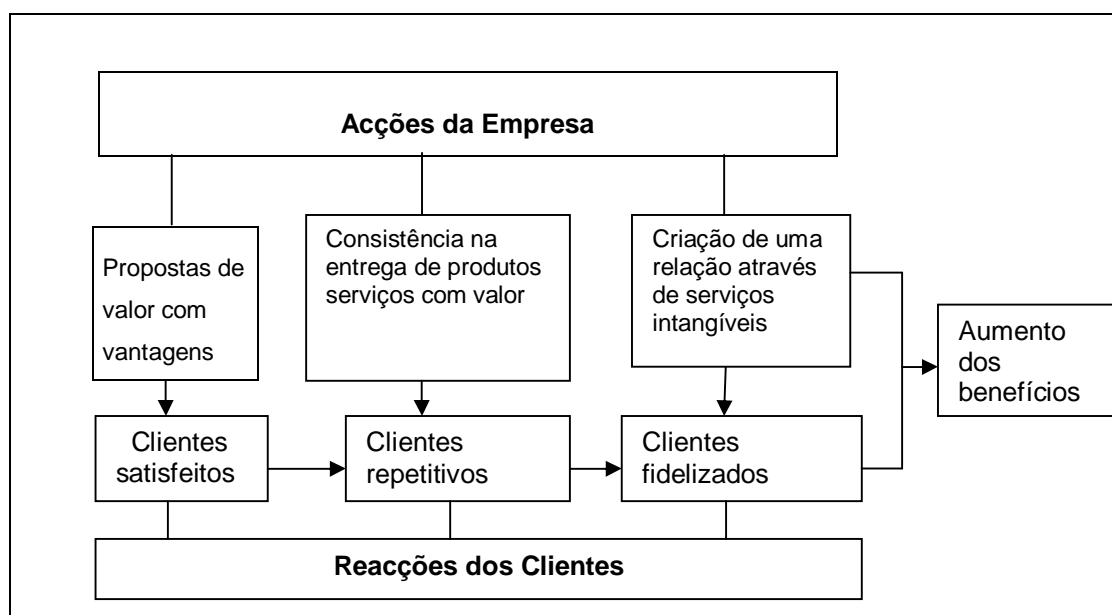 Acções da Empresa
Propostas de
valor com
vantagens
Consistência na
entrega de produtos
serviços com valor
Criação de uma
relação através
de serviços
intangíveis
Aumento
dos
benefícios
Clientes
satisfeitos
Clientes
repetitivos
Clientes
fidelizados
Reacções dos Clientes